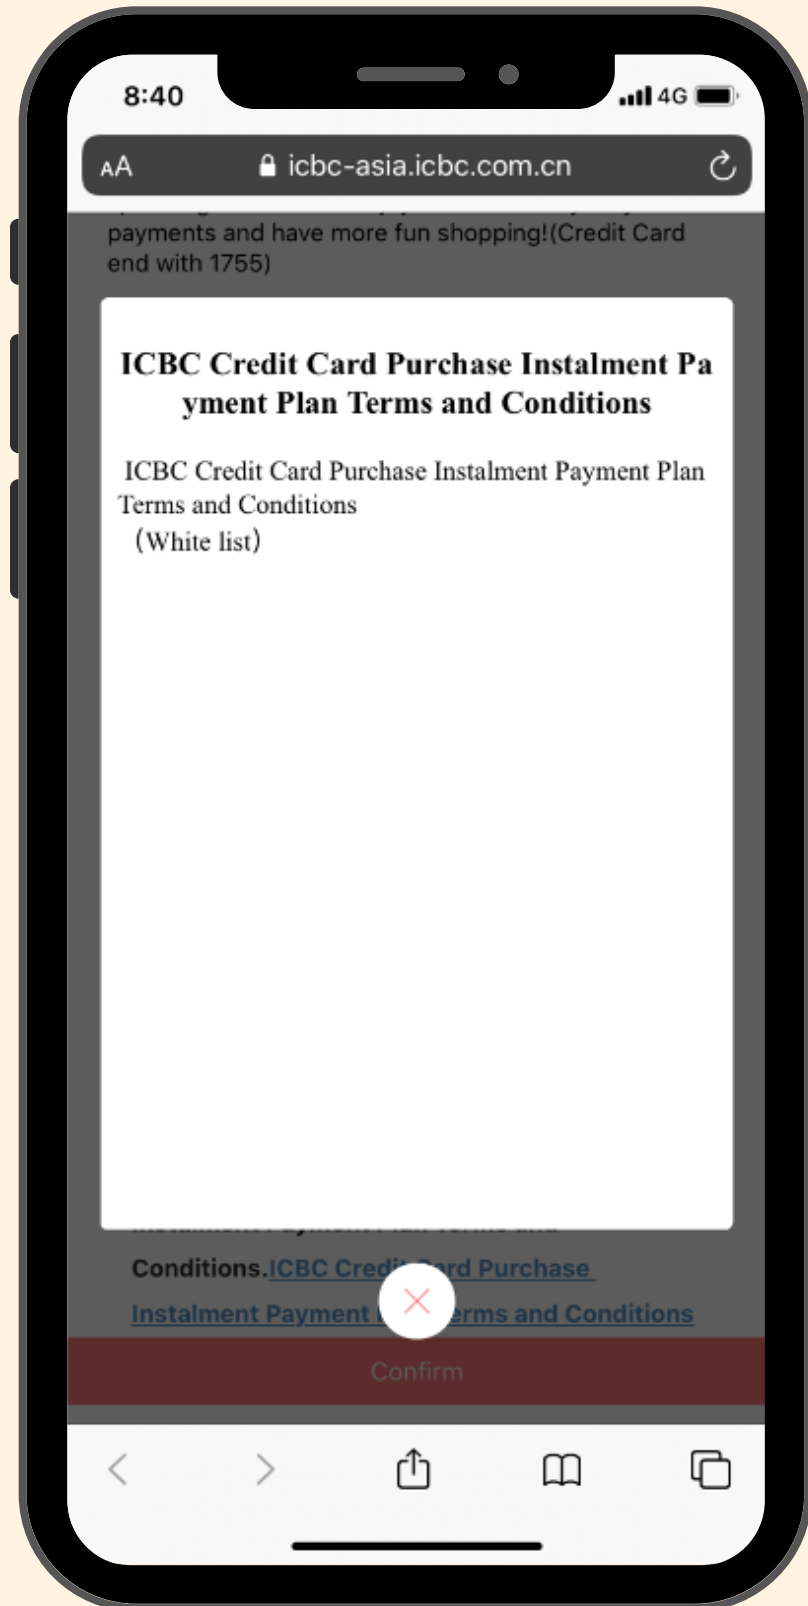 8:40
4G
AA
icbc-asia.icbc.com.cn
payments and have more fun shopping!(Credit Card
end with 1755)
ICBC Credit Card Purchase Instalment Pa
yment Plan Terms and Conditions
ICBC Credit Card Purchase Instalment Payment Plan
Terms and Conditions
(White list)
Conditions.ICBC Credit Card Purchase
Instalment Payment erms and Conditions
Confirm